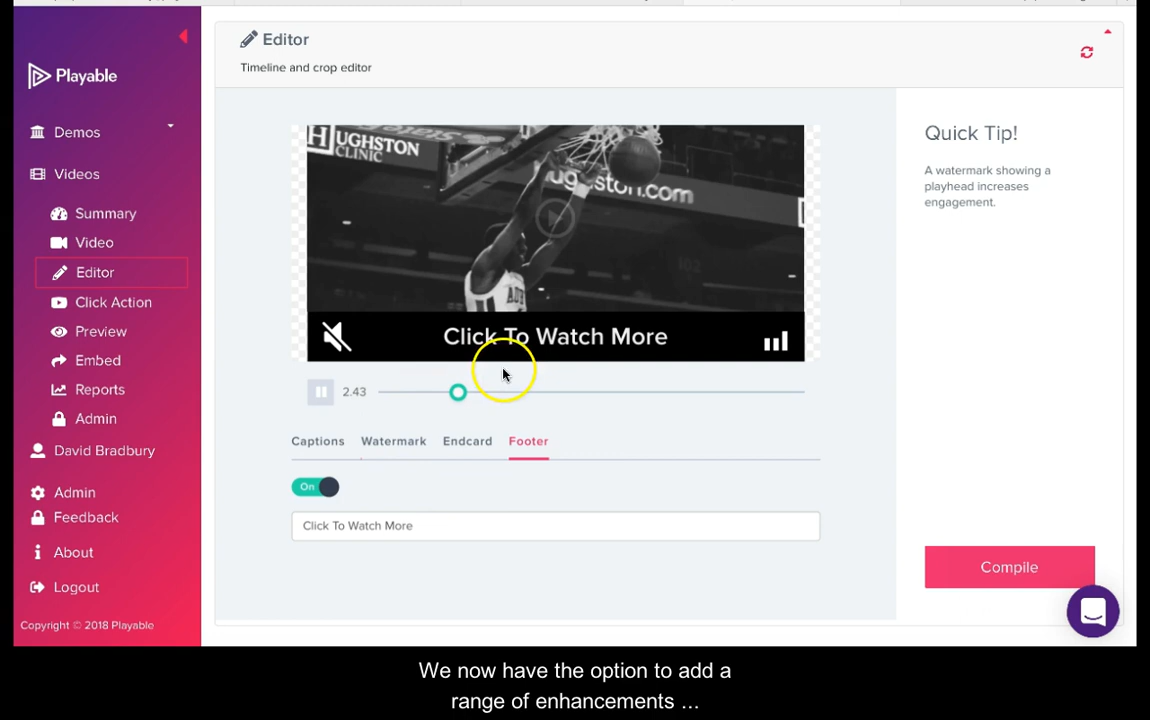 Playable
Demos
Videos
Summary
Video
Editor
Click Action
Preview
Embed
Reports
Admin
David Bradbury
Admin
Feedback
About
Logout
Copyright © 2018 Playable
Editor
Timeline and crop editor
HUGHSTON
CLINIC
Click To Watch More
2.43
Captions Watermark Endcard Footer
On
Click To Watch More
Quick Tip!
A watermark showing a
playhead increases
engagement.
Compile
We now have the option to add a
range of enhancements ...